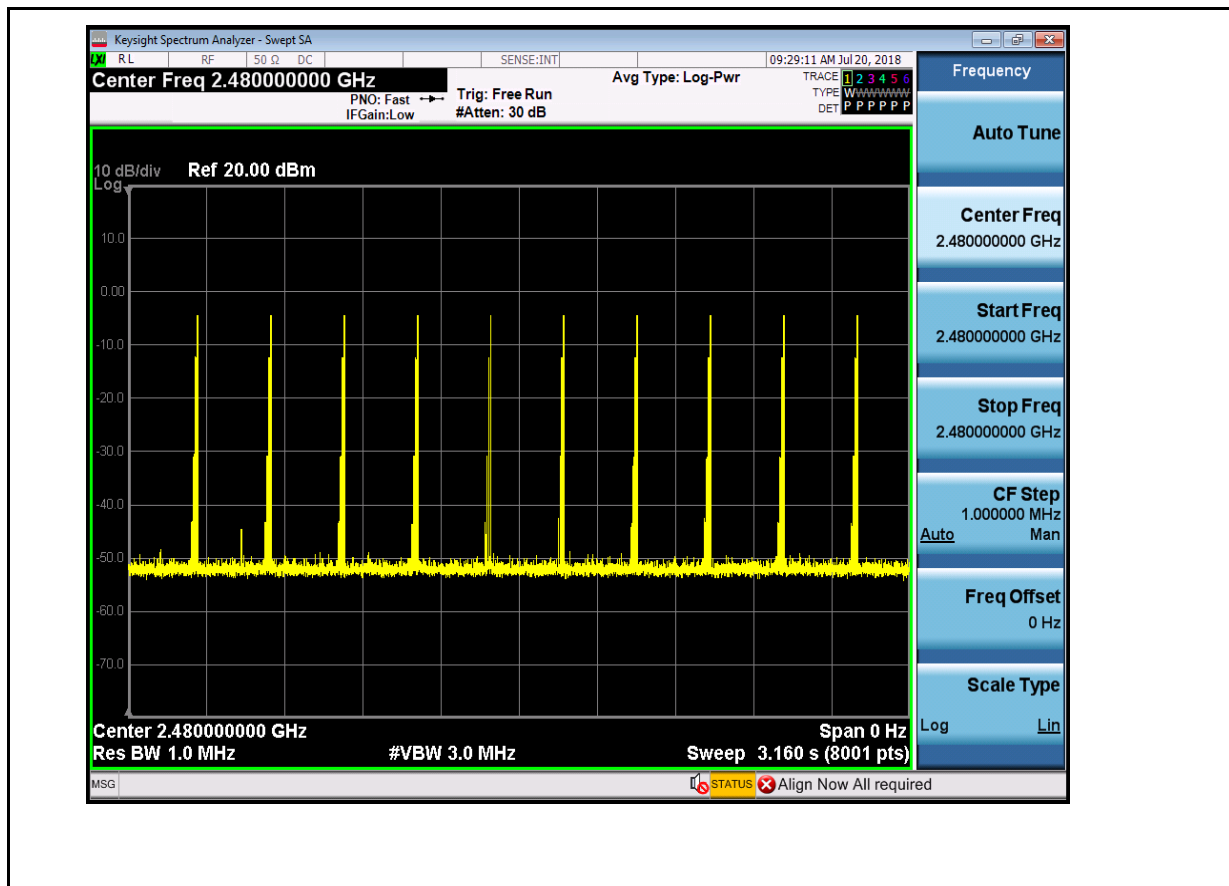 Keysight Spectrum Analyzer - Swept SA
LXI RL RF 50 Ω DC SENSE:INT 09:29:11 AM Jul 20, 2018
Center Freq 2.480000000 GHz
PNO: Fast
IFGain:Low
Trig: Free Run
#Atten: 30 dB
Avg Type: Log-Pwr
TRACE 1 2 3 4 5 6
TYPE WWWWWW
DET P P P P P P
10 dB/div
Log
Ref 20.00 dBm
10.0
0.00
-10.0
-20.0
-30.0
-40.0
-50.0
-60.0
-70.0
Center 2.480000000 GHz Span 0 Hz
Res BW 1.0 MHz #VBW 3.0 MHz Sweep 3.160 s (8001 pts)
MSG STATUS Align Now All required
Frequency
Auto Tune
Center Freq
2.480000000 GHz
Start Freq
2.480000000 GHz
Stop Freq
2.480000000 GHz
CF Step
1.000000 MHz
Auto Man
Freq Offset
0 Hz
Scale Type
Log Lin